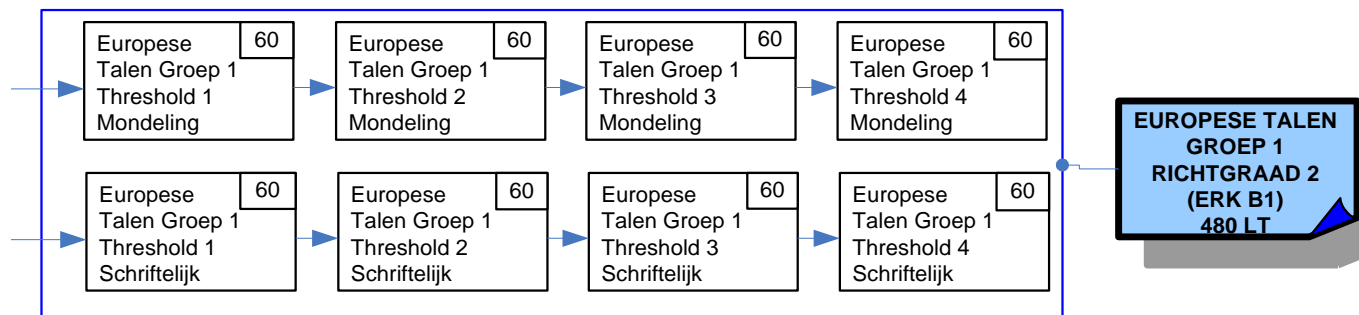 Europese
60
Talen Groep 1
Threshold 1
Mondeling
Europese
60
Talen Groep 1
Threshold 2
Mondeling
Europese
60
Talen Groep 1
Threshold 3
Mondeling
Europese
60
Talen Groep 1
Threshold 4
Mondeling
Europese
60
Talen Groep 1
Threshold 1
Schriftelijk
Europese
60
Talen Groep 1
Threshold 2
Schriftelijk
Europese
60
Talen Groep 1
Threshold 3
Schriftelijk
Europese
60
Talen Groep 1
Threshold 4
Schriftelijk
EUROPESE TALEN
GROEP 1
RICHTGRAAD 2
(ERK B1)
480 LT